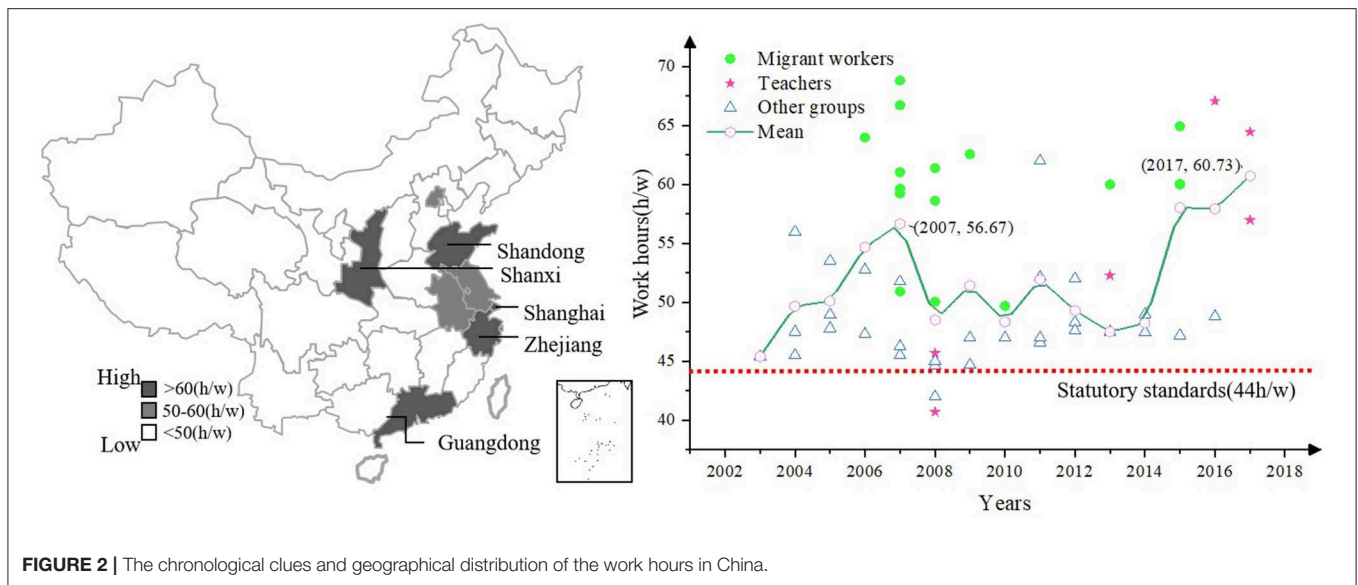 Shandong
Shanxi
Shanghai
Zhejiang
Guangdong
High
>60(h/w)
50-60(h/w)
Low
<50(h/w)
Work hours(h/w)
70
65
60
55
50
45
40
Migrant workers
Teachers
Other groups
Mean
(2007, 56.67)
(2017, 60.73)
Statutory standards(44h/w)
2002 2004 2006 2008 2010 2012 2014 2016 2018
Years
FIGURE 2 | The chronological clues and geographical distribution of the work hours in China.